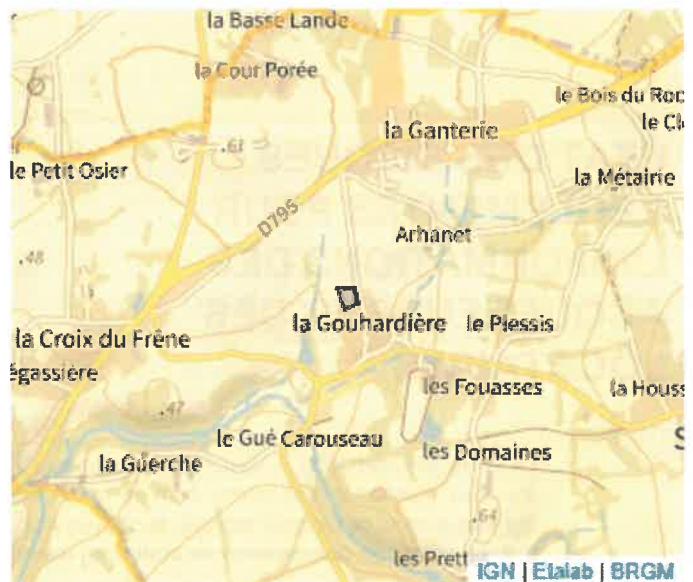 la Basse Lande
la Cour Porée
le Bois du Roc
le Cl
la Ganterie
.63
le Petit Osier
la Métairie
D795
Arhanet
.48
la Gouhardière
le Plessis
la Croix du Frêne
égassière
les Fouasses
la Houss
.47
le Gué Carouseau
S
les Domaines
la Guerche
.64
les Prett
IGN | Etalab | BRGM